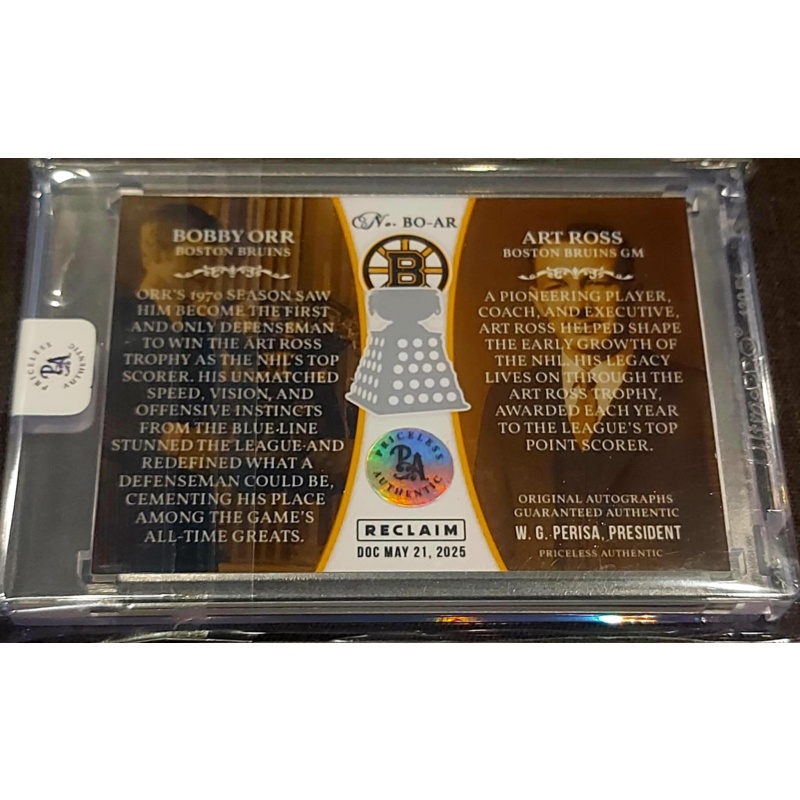 No. BO-AR
BOBBY ORR
BOSTON BRUINS
ORR'S 1970 SEASON SAW
HIM BECOME THE FIRST
AND ONLY DEFENSEMAN
TO WIN THE ART ROSS
TROPHY AS THE NHL'S TOP
SCORER. HIS UNMATCHED
SPEED, VISION, AND
OFFENSIVE INSTINCTS
FROM THE BLUE-LINE
STUNNED THE LEAGUE AND
REDEFINED WHAT A
DEFENSEMAN COULD BE,
CEMENTING HIS PLACE
AMONG THE GAME'S
ALL-TIME GREATS.
B
PRICELESS
PA
AUTHENTIC
RECLAIM
DOC MAY 21, 2025
ART ROSS
BOSTON BRUINS GM
A PIONEERING PLAYER,
COACH, AND EXECUTIVE,
ART ROSS HELPED SHAPE
THE EARLY GROWTH OF
THE NHL. HIS LEGACY
LIVES ON THROUGH THE
ART ROSS TROPHY,
AWARDED EACH YEAR
TO THE LEAGUE'S TOP
POINT SCORER.
ORIGINAL AUTOGRAPHS
GUARANTEED AUTHENTIC
W. G. PERISA, PRESIDENT
PRICELESS AUTHENTIC
PRICELESS
PA
AUTHENTIC